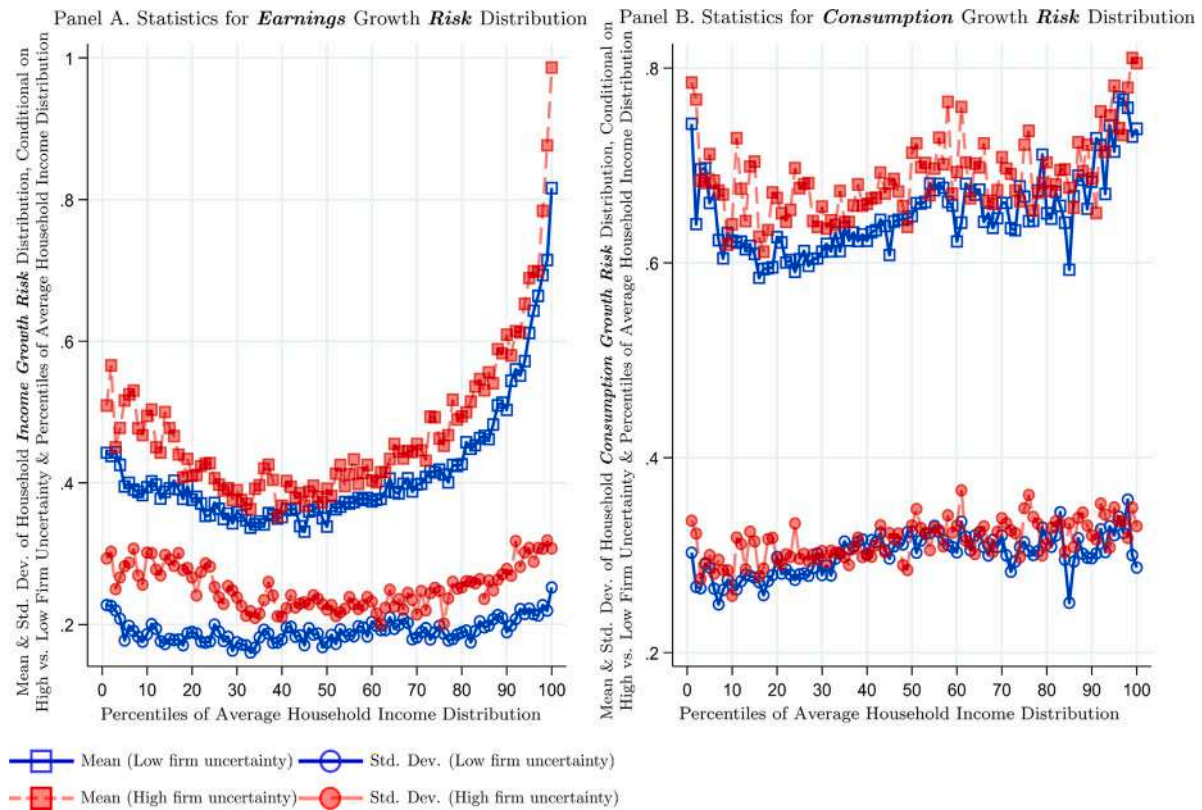 Panel A. Statistics for Earnings Growth Risk Distribution
Mean & Std. Dev. of Household Income Growth Risk Distribution, Conditional on
High vs. Low Firm Uncertainty & Percentiles of Average Household Income Distribution
1
.8
.6
.4
.2
0 10 20 30 40 50 60 70 80 90 100
Percentiles of Average Household Income Distribution
Panel B. Statistics for Consumption Growth Risk Distribution
Mean & Std. Dev. of Household Consumption Growth Risk Distribution, Conditional on
High vs. Low Firm Uncertainty & Percentiles of Average Household Income Distribution
.8
.6
.4
.2
0 10 20 30 40 50 60 70 80 90 100
Percentiles of Average Household Income Distribution
Mean (Low firm uncertainty) Std. Dev. (Low firm uncertainty)
Mean (High firm uncertainty) Std. Dev. (High firm uncertainty)